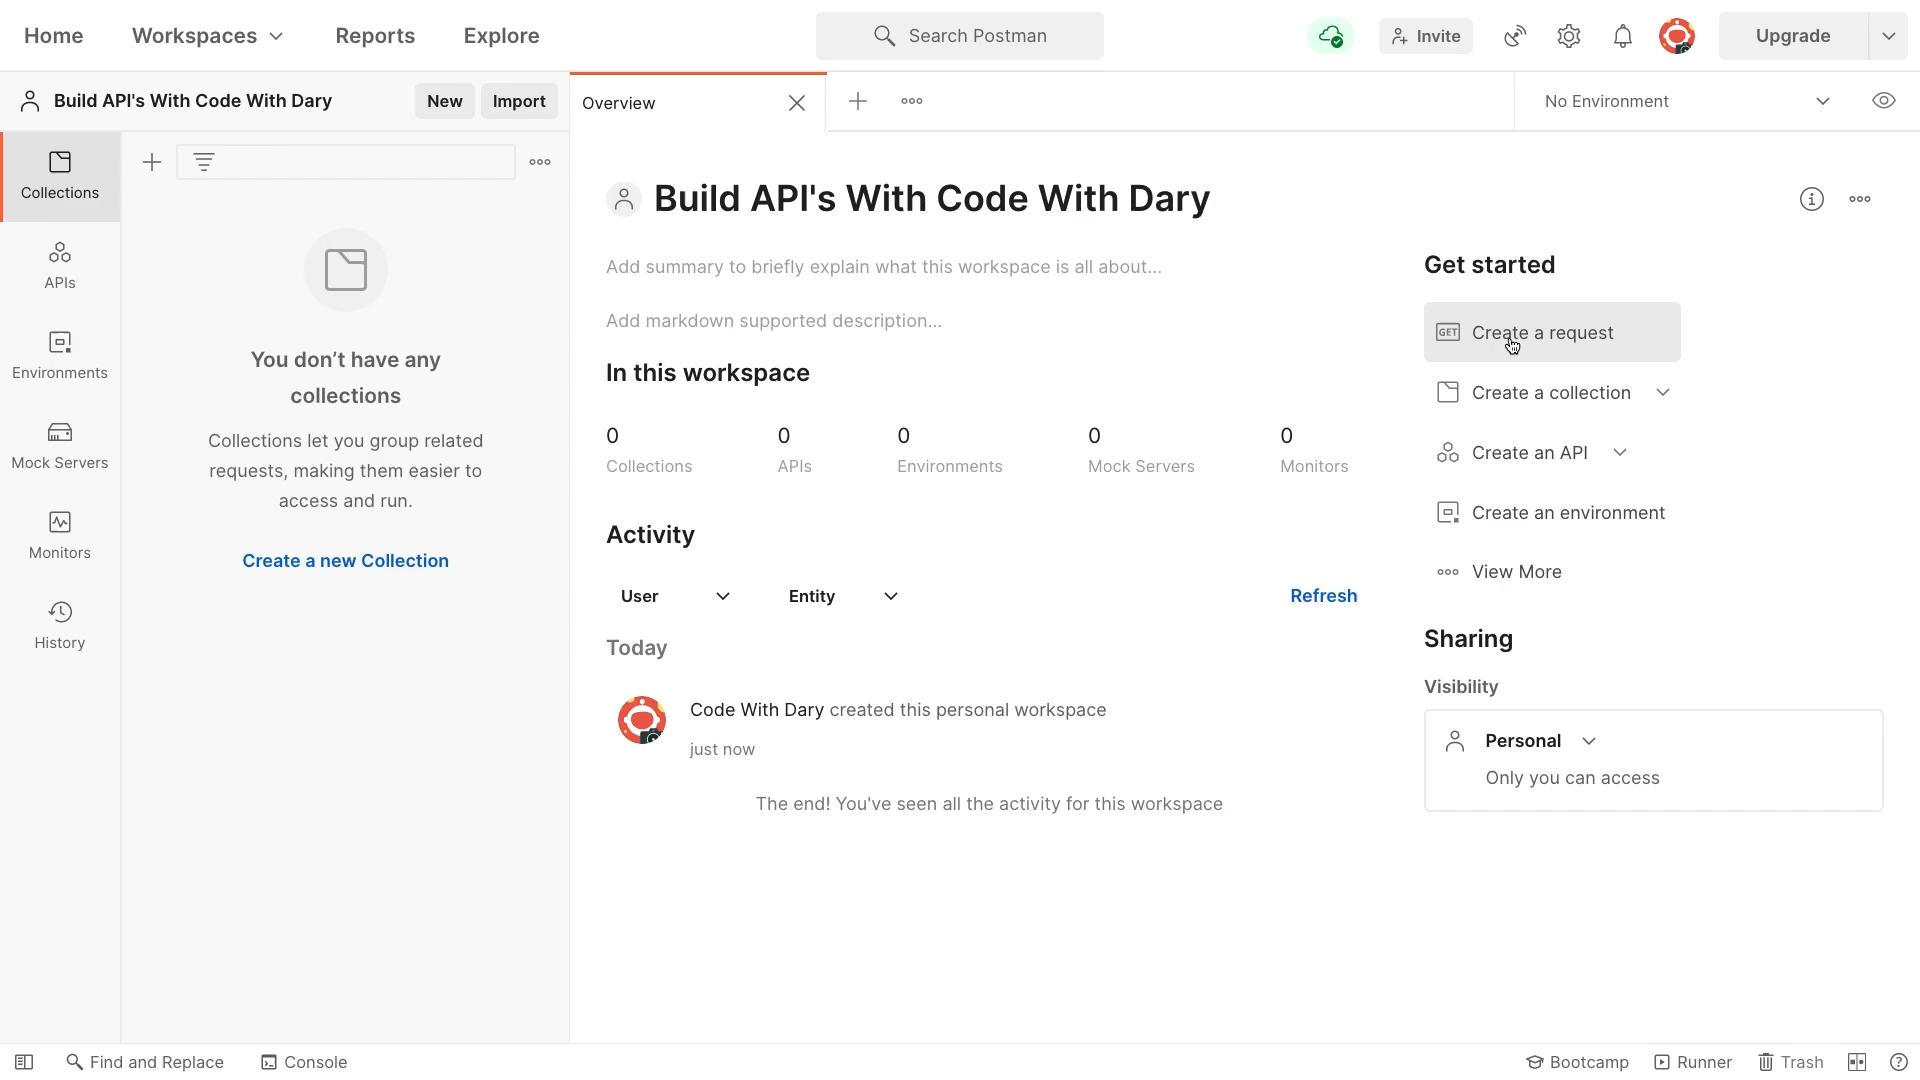 Home
Workspaces
Reports
Explore
Search Postman
Invite
Upgrade
Build API's With Code With Dary
New
Import
Overview
No Environment
Collections
APIs
Environments
Mock Servers
Monitors
History
You don’t have any
collections
Collections let you group related
requests, making them easier to
access and run.
Create a new Collection
Build API's With Code With Dary
Add summary to briefly explain what this workspace is all about...
Add markdown supported description...
In this workspace
0
Collections
0
APIs
0
Environments
0
Mock Servers
0
Monitors
Activity
User
Entity
Refresh
Today
Code With Dary created this personal workspace
just now
The end! You've seen all the activity for this workspace
Get started
GET Create a request
Create a collection
Create an API
Create an environment
View More
Sharing
Visibility
Personal
Only you can access
Find and Replace
Console
Bootcamp
Runner
Trash